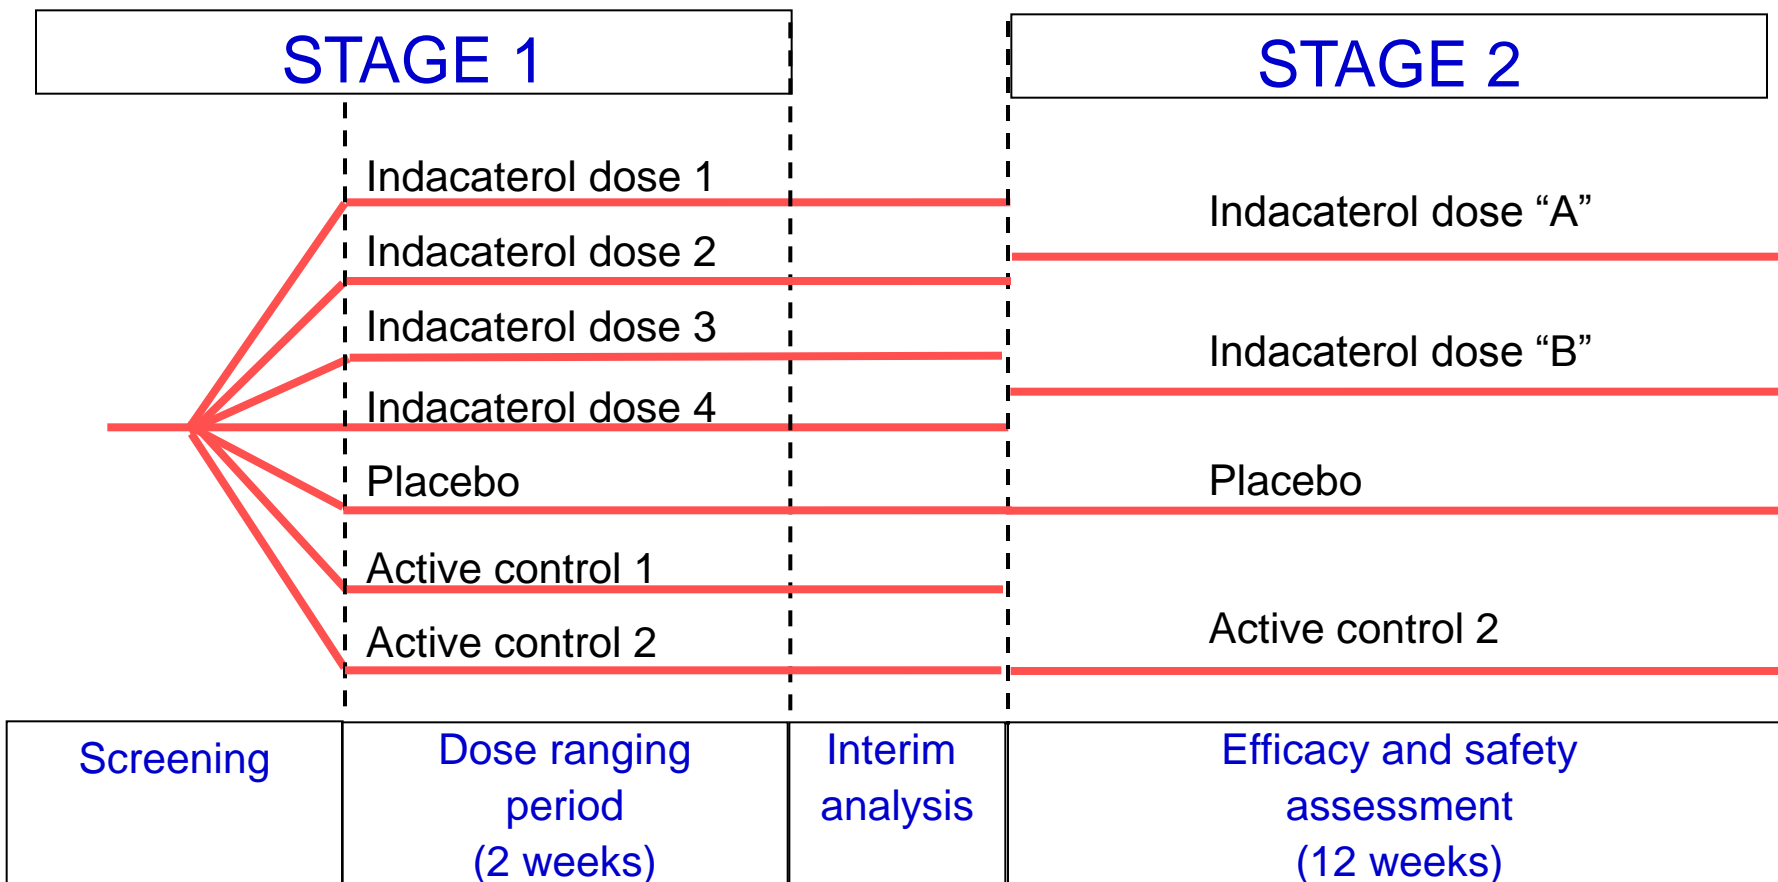 STAGE 1
STAGE 2
Indacaterol dose 1
Indacaterol dose 2
Indacaterol dose 3
Indacaterol dose 4
Placebo
Active control 1
Active control 2
Indacaterol dose “A”
Indacaterol dose “B”
Placebo
Active control 2
Screening
Dose ranging
period
(2 weeks)
Interim
analysis
Efficacy and safety
assessment
(12 weeks)